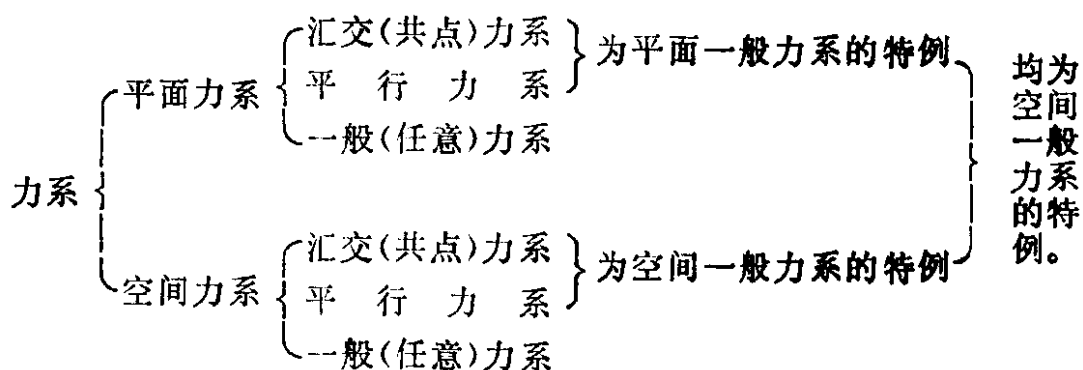 汇交(共点)力系
平行力系
为平面一般力系的特例
平面力系
一般(任意)力系
力系
汇交(共点)力系
平行力系
为空间一般力系的特例
空间力系
一般(任意)力系
均为
空间
一般
力系
的特
例。